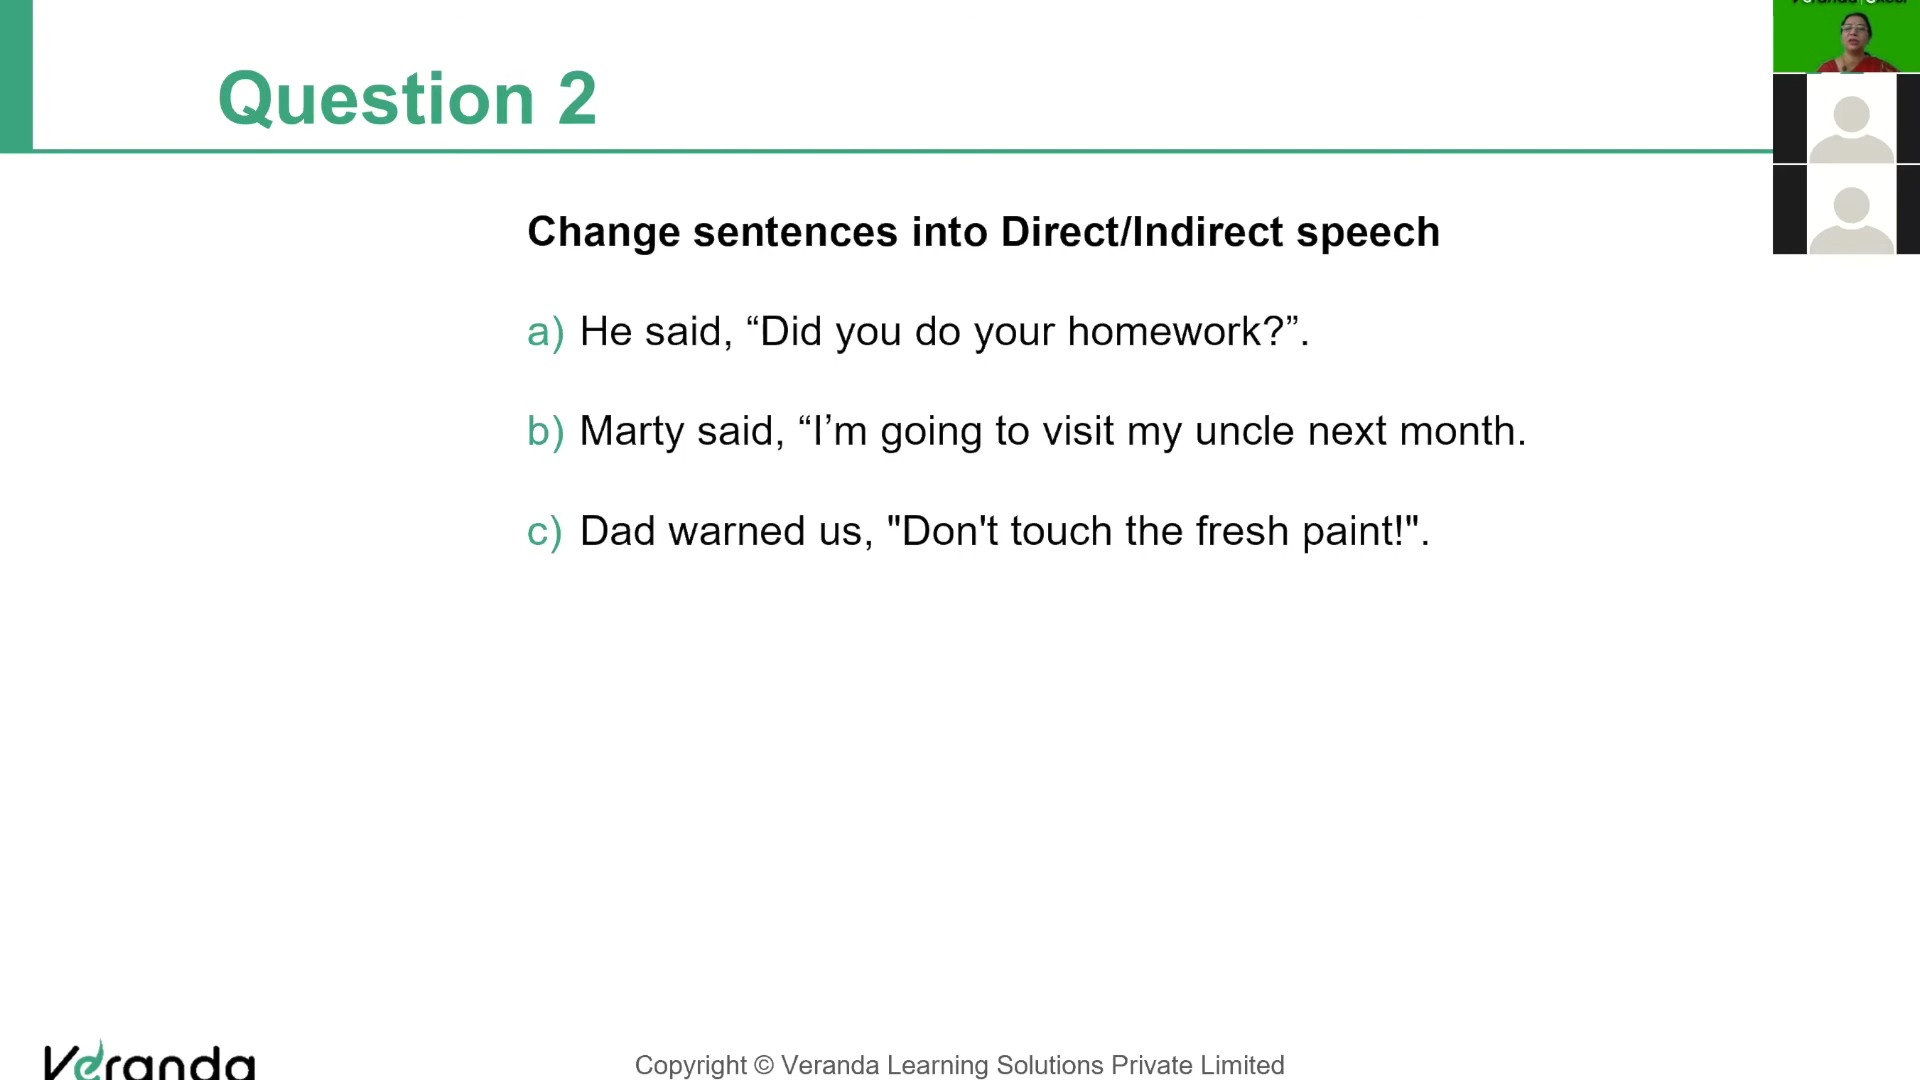 Question 2
Change sentences into Direct/Indirect speech
a) He said, “Did you do your homework?”.
b) Marty said, “I’m going to visit my uncle next month.
c) Dad warned us, "Don't touch the fresh paint!".
Veranda
Copyright © Veranda Learning Solutions Private Limited